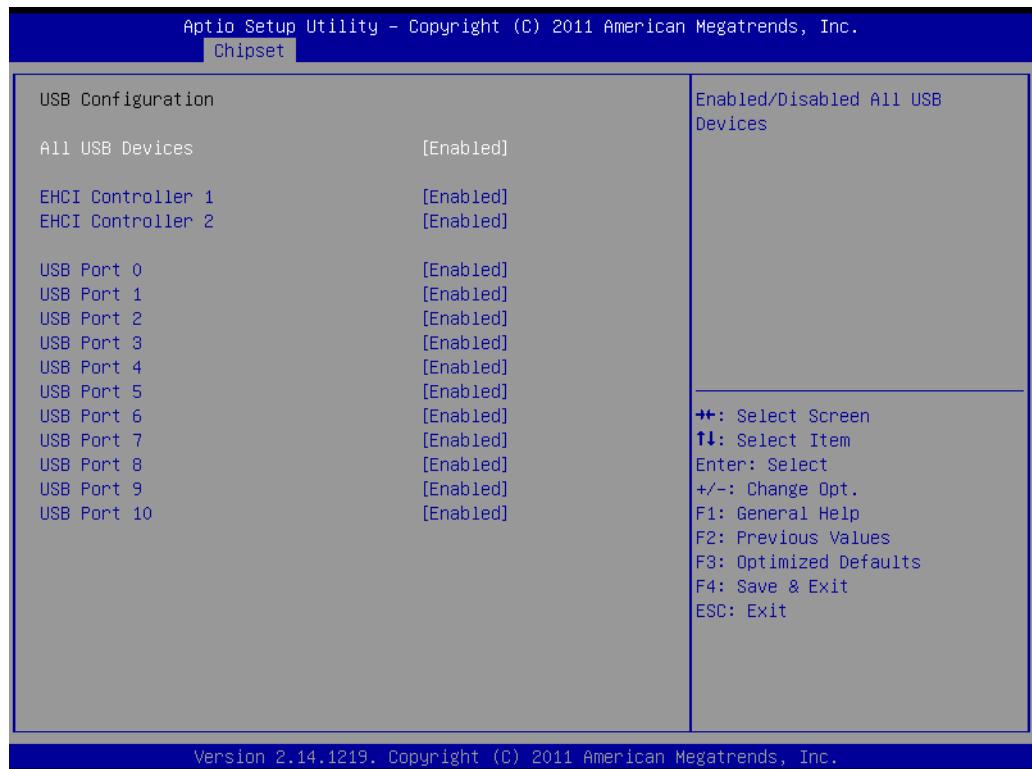 Aptio Setup Utility – Copyright (C) 2011 American Megatrends, Inc.
Chipset
USB Configuration
All USB Devices [Enabled]
EHCI Controller 1 [Enabled]
EHCI Controller 2 [Enabled]
USB Port 0 [Enabled]
USB Port 1 [Enabled]
USB Port 2 [Enabled]
USB Port 3 [Enabled]
USB Port 4 [Enabled]
USB Port 5 [Enabled]
USB Port 6 [Enabled]
USB Port 7 [Enabled]
USB Port 8 [Enabled]
USB Port 9 [Enabled]
USB Port 10 [Enabled]
Enabled/Disabled All USB
Devices
→←: Select Screen
↑↓: Select Item
Enter: Select
+/-: Change Opt.
F1: General Help
F2: Previous Values
F3: Optimized Defaults
F4: Save & Exit
ESC: Exit
Version 2.14.1219. Copyright (C) 2011 American Megatrends, Inc.